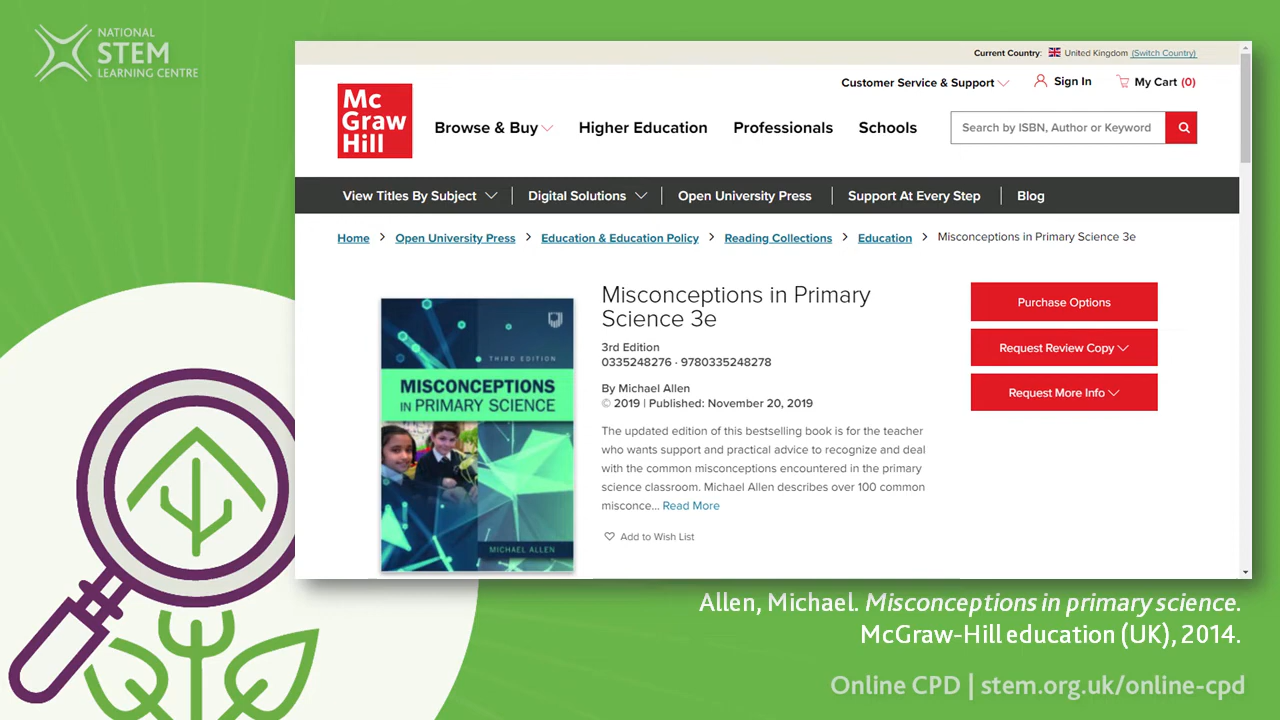 NATIONAL
STEM
LEARNING CENTRE
Current Country: United Kingdom (Switch Country)
Customer Service & Support
Sign In
My Cart (0)
Mc
Graw
Hill
Browse & Buy
Higher Education
Professionals
Schools
Search by ISBN, Author or Keyword
View Titles By Subject
Digital Solutions
Open University Press
Support At Every Step
Blog
Home > Open University Press > Education & Education Policy > Reading Collections > Education > Misconceptions in Primary Science 3e
THIRD EDITION
MISCONCEPTIONS
IN PRIMARY SCIENCE
MICHAEL ALLEN
Misconceptions in Primary
Science 3e
3rd Edition
0335248276 · 9780335248278
By Michael Allen
© 2019 | Published: November 20, 2019
The updated edition of this bestselling book is for the teacher
who wants support and practical advice to recognize and deal
with the common misconceptions encountered in the primary
science classroom. Michael Allen describes over 100 common
misconce... Read More
Add to Wish List
Purchase Options
Request Review Copy
Request More Info
Allen, Michael. Misconceptions in primary science.
McGraw-Hill education (UK), 2014.
Online CPD | stem.org.uk/online-cpd